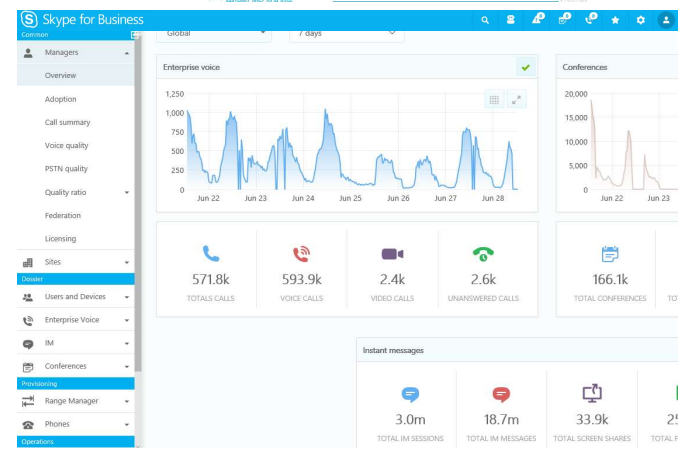 Skype for Business
Common
Managers
Overview
Adoption
Call summary
Voice quality
PSTN quality
Quality ratio
Federation
Licensing
Sites
Dossier
Users and Devices
Enterprise Voice
IM
Conferences
Provisioning
Range Manager
Phones
Operations
Global
7 days
Enterprise voice
1,250
1,000
750
500
250
0
Jun 22 Jun 23 Jun 24 Jun 25 Jun 26 Jun 27 Jun 28
Conferences
20,000
15,000
10,000
5,000
0
Jun 22 Jun 23
571.8k 593.9k 2.4k 2.6k
TOTALS CALLS VOICE CALLS VIDEO CALLS UNANSWERED CALLS
166.1k
TOTAL CONFERENCES TO
Instant messages
3.0m 18.7m 33.9k 25
TOTAL IM SESSIONS TOTAL IM MESSAGES TOTAL SCREEN SHARES TOTAL F